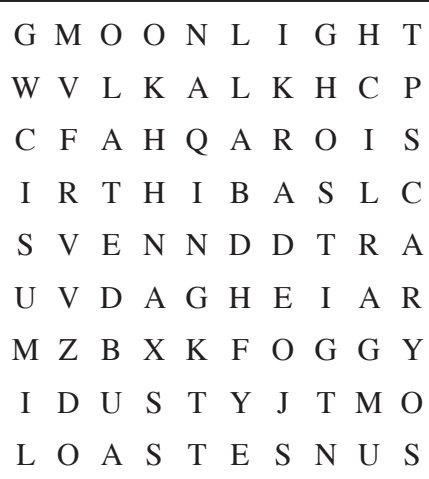 G M O O N L I G H T
W V L K A L K H C P
C F A H Q A R O I S
I R T H I B A S L C
S V E N N D D T R A
U V D A G H E I A R
M Z B X K F O G G Y
I D U S T Y J T M O
L O A S T E S N U S